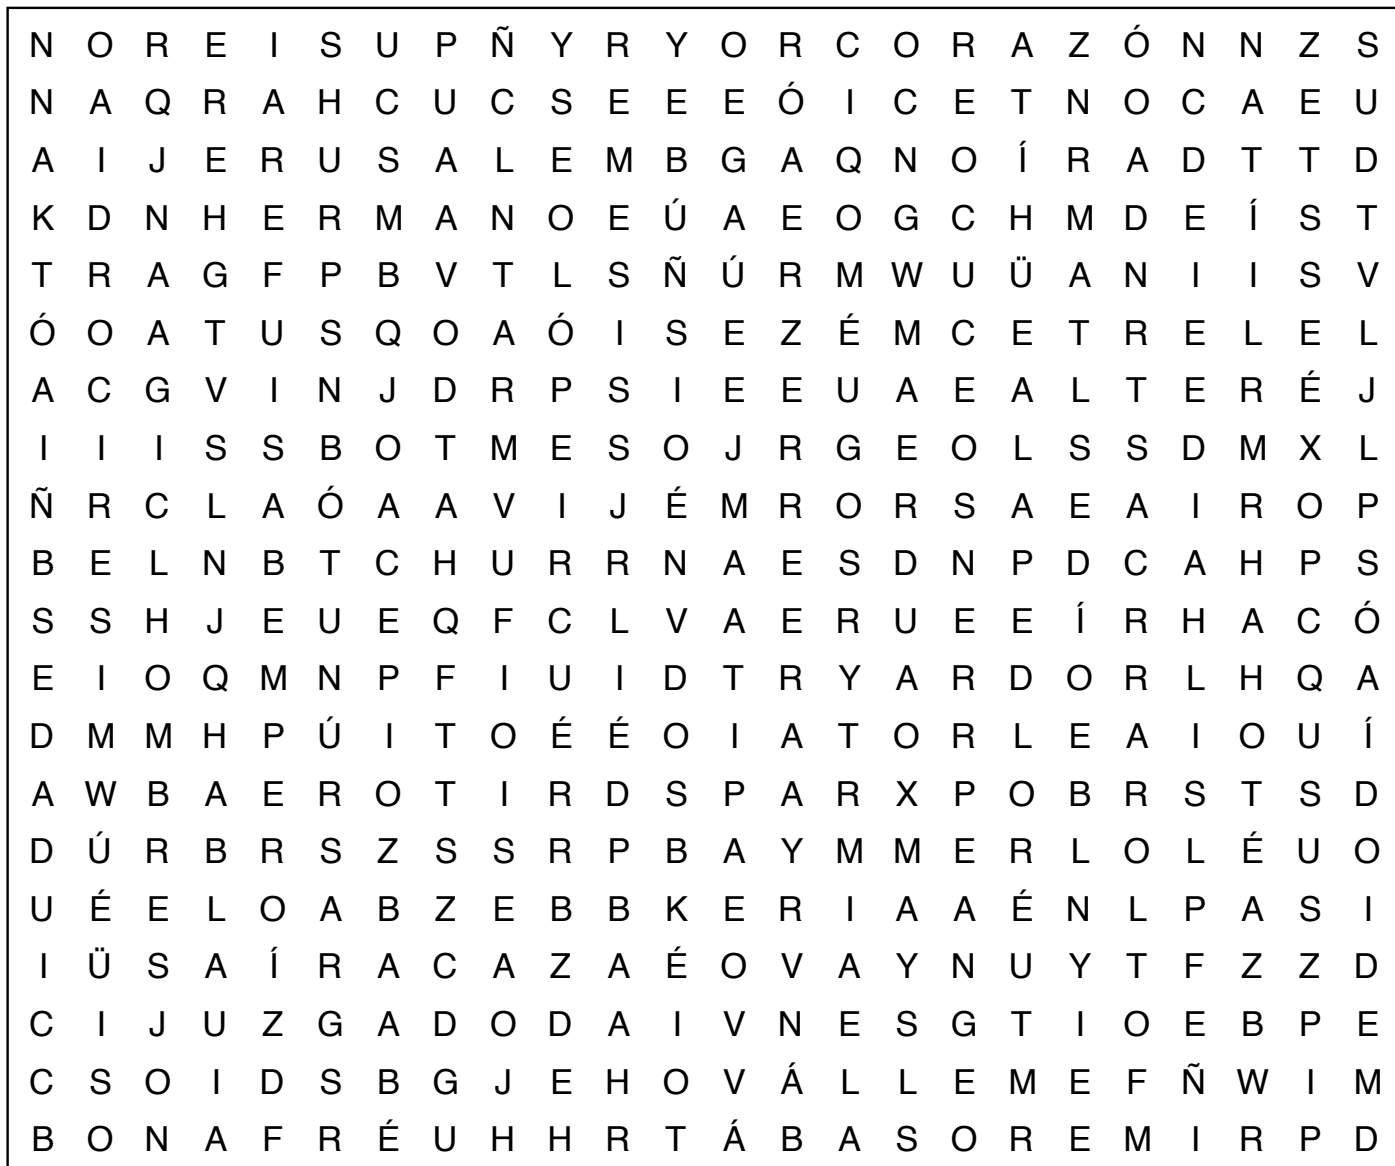 N O R E I S U P Ñ Y R Y O R C O R A Z Ó N N Z S
N A Q R A H C U C S E E E Ó I C E T N O C A E U
A I J E R U S A L E M B G A Q N O Í R A D T T D
K D N H E R M A N O E Ú A E O G C H M D E Í S T
T R A G F P B V T L S Ñ Ú R M W U Ü A N I I S V
Ó O A T U S Q O A Ó I S E Z É M C E T R E L E L
A C G V I N J D R P S I E E U A E A L T E R É J
I I I S S B O T M E S O J R G E O L S S D M X L
Ñ R C L A Ó A A V I J É M R O R S A E A I R O P
B E L N B T C H U R R N A E S D N P D C A H P S
S S H J E U E Q F C L V A E R U E E Í R H A C Ó
E I O Q M N P F I U I D T R Y A R D O R L H Q A
D M M H P Ú I T O É É O I A T O R L E A I O U Í
A W B A E R O T I R D S P A R X P O B R S T S D
D Ú R B R S Z S S R P B A Y M M E R L O L É U O
U É E L O A B Z E B B K E R I A A É N L P A S I
I Ü S A Í R A C A Z A É O V A Y N U Y T F Z Z D
C I J U Z G A D O D A I V N E S G T I O E B P E
C S O I D S B G J E H O V Á L L E M E F Ñ W I M
B O N A F R É U H H R T Á B A S O R E M I R P D